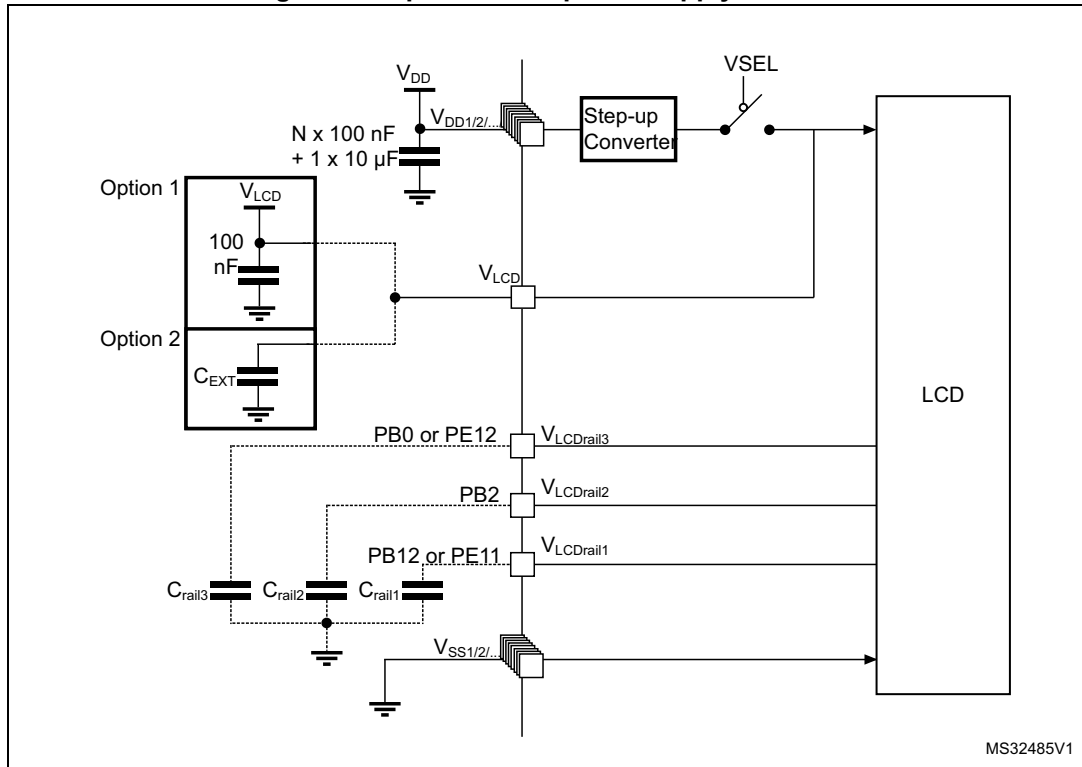 VSEL
VDD
VDD1/2/...
Step-up
Converter
N x 100 nF
+ 1 x 10 µF
Option 1
VLCD
100
nF
VLCD
Option 2
CEXT
LCD
PB0 or PE12
VLCDrail3
PB2
VLCDrail2
PB12 or PE11
VLCDrail1
Crail3
Crail2
Crail1
VSS1/2/...
MS32485V1